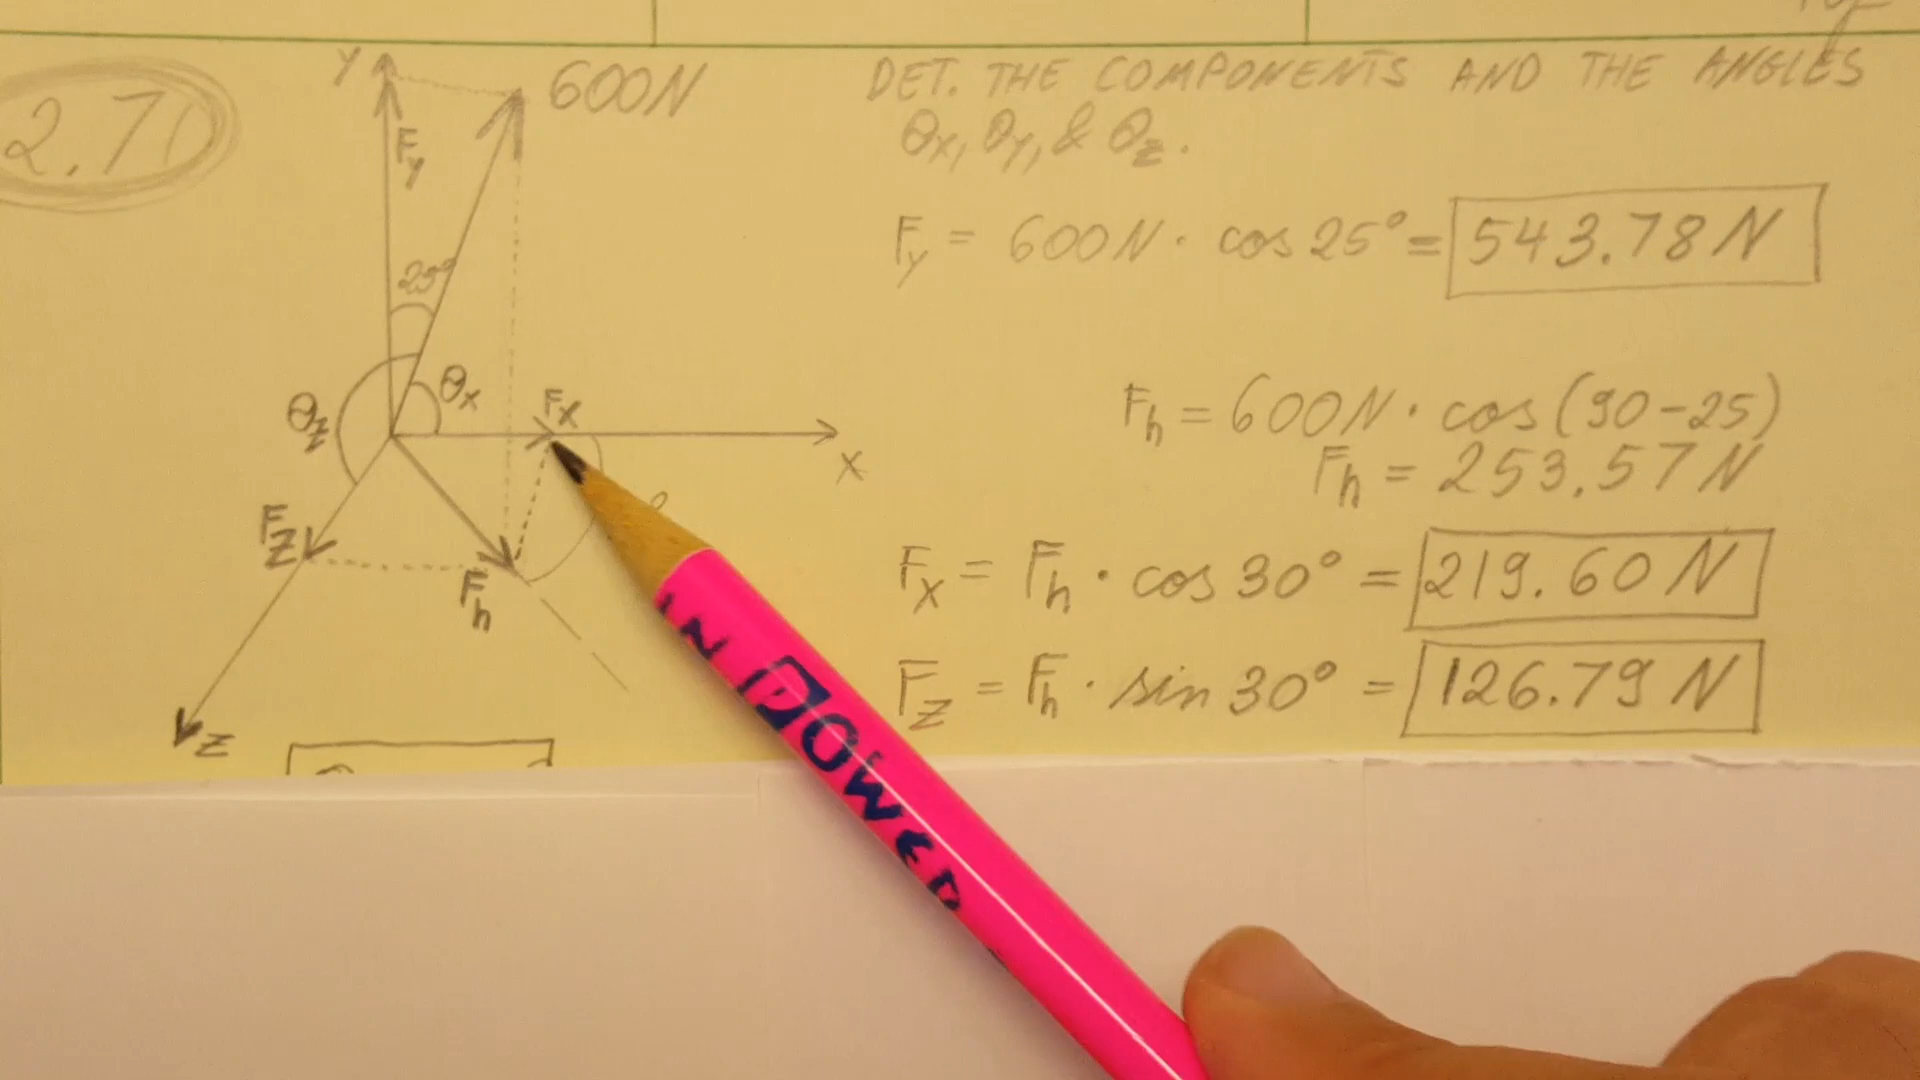 2.71
Y
600N
Fy
25°
θx
θz
Fx
X
Fz
Fh
Z
DET. THE COMPONENTS AND THE ANGLES
θx, θy, & θz.
Fy = 600N · cos 25° = 543.78 N
Fh = 600N · cos (90-25)
Fh = 253.57 N
Fx = Fh · cos 30° = 219.60 N
Fz = Fh · sin 30° = 126.79 N